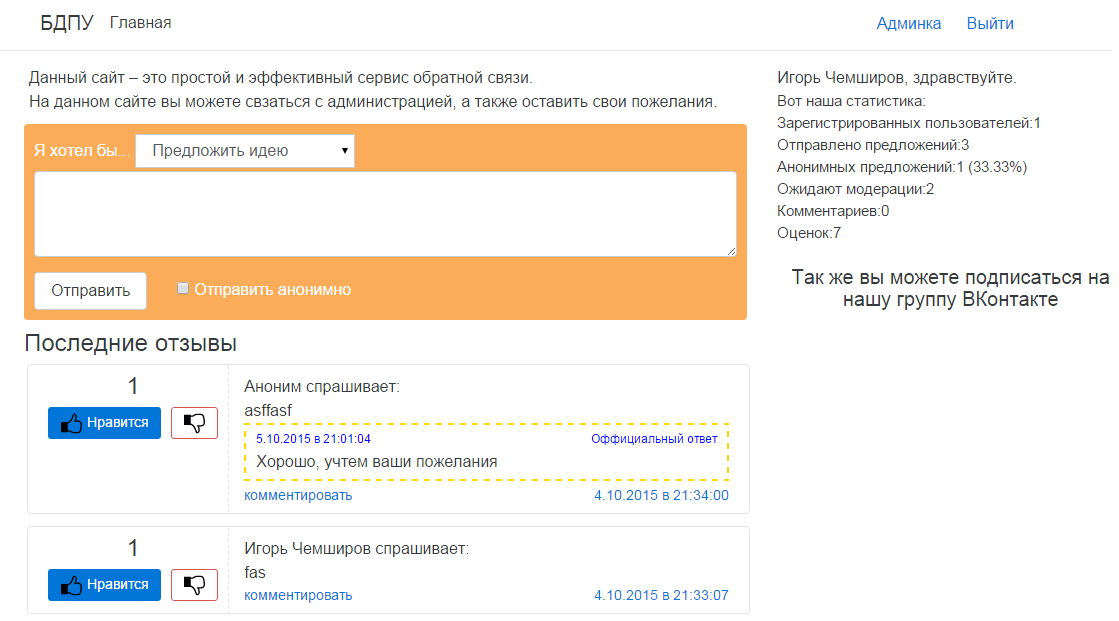 БДПУ Главная Админка Выйти
Данный сайт – это простой и эффективный сервис обратной связи.
На данном сайте вы можете свзаться с администрацией, а также оставить свои пожелания.
Я хотел бы... Предложить идею
Отправить Отправить анонимно
Последние отзывы
1
Нравится
Аноним спрашивает:
asffasf
5.10.2015 в 21:01:04 Оффициальный ответ
Хорошо, учтем ваши пожелания
комментировать 4.10.2015 в 21:34:00
1
Нравится
Игорь Чемширов спрашивает:
fas
комментировать 4.10.2015 в 21:33:07
Игорь Чемширов, здравствуйте.
Вот наша статистика:
Зарегистрированных пользователей:1
Отправлено предложений:3
Анонимных предложений:1 (33.33%)
Ожидают модерации:2
Комментариев:0
Оценок:7
Так же вы можете подписаться на
нашу группу ВКонтакте